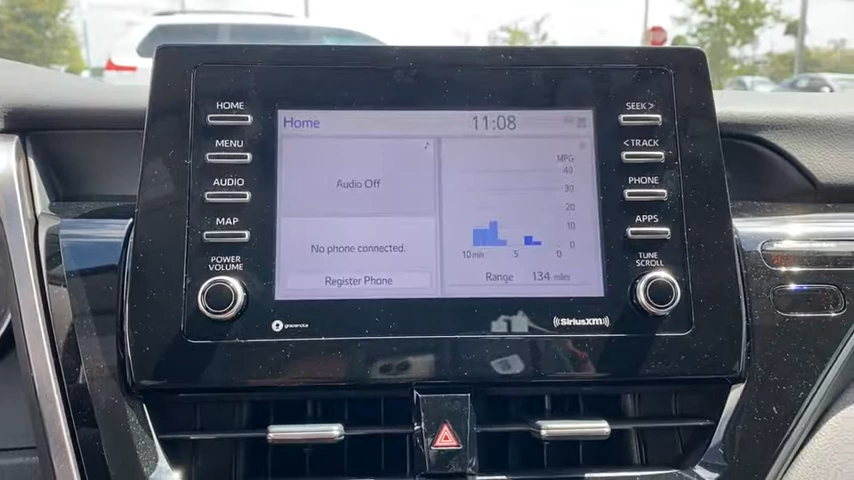 HOME
MENU
AUDIO
MAP
POWER
VOLUME
Home
11:08
Audio Off
No phone connected.
Register Phone
MPG
40
30
20
10
0
10 min 5 0
Range 134 miles
SEEK >
< TRACK
PHONE
APPS
TUNE
SCROLL
gracenote
((SiriusXM))